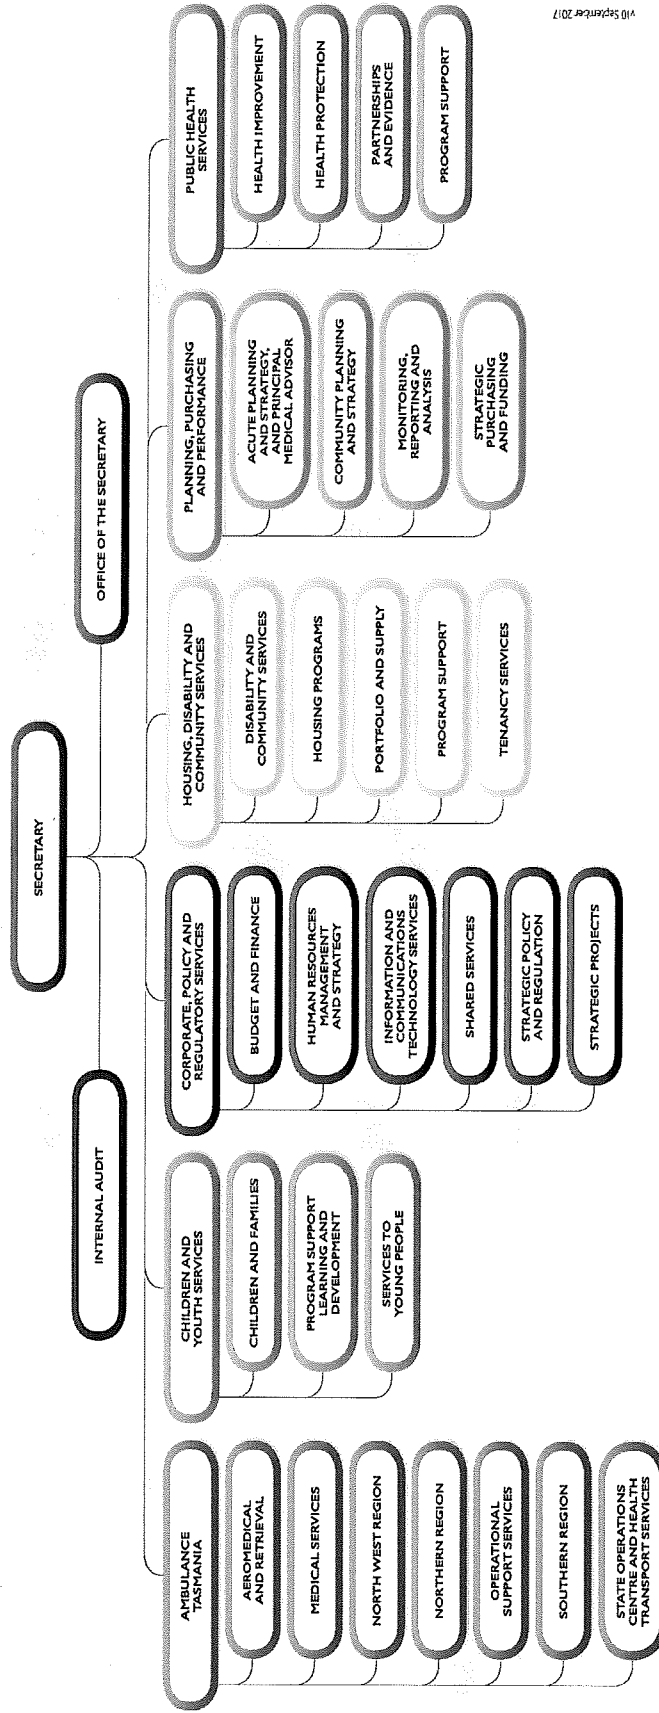 SECRETARY
INTERNAL AUDIT
OFFICE OF THE SECRETARY
AMBULANCE
TASMANIA
AEROMEDICAL
AND RETRIEVAL
MEDICAL SERVICES
NORTH WEST REGION
NORTHERN REGION
OPERATIONAL
SUPPORT SERVICES
SOUTHERN REGION
STATE OPERATIONS
CENTRE AND HEALTH
TRANSPORT SERVICES
CHILDREN AND
YOUTH SERVICES
CHILDREN AND FAMILIES
PROGRAM SUPPORT
LEARNING AND
DEVELOPMENT
SERVICES TO
YOUNG PEOPLE
CORPORATE, POLICY AND
REGULATORY SERVICES
BUDGET AND FINANCE
HUMAN RESOURCES
MANAGEMENT
AND STRATEGY
INFORMATION AND
COMMUNICATIONS
TECHNOLOGY SERVICES
SHARED SERVICES
STRATEGIC POLICY
AND REGULATION
STRATEGIC PROJECTS
HOUSING, DISABILITY AND
COMMUNITY SERVICES
DISABILITY AND
COMMUNITY SERVICES
HOUSING PROGRAMS
PORTFOLIO AND SUPPLY
PROGRAM SUPPORT
TENANCY SERVICES
PLANNING, PURCHASING
AND PERFORMANCE
ACUTE PLANNING
AND STRATEGY,
AND PRINCIPAL
MEDICAL ADVISOR
COMMUNITY PLANNING
AND STRATEGY
MONITORING,
REPORTING AND
ANALYSIS
STRATEGIC
PURCHASING
AND FUNDING
PUBLIC HEALTH
SERVICES
HEALTH IMPROVEMENT
HEALTH PROTECTION
PARTNERSHIPS
AND EVIDENCE
PROGRAM SUPPORT
v10 September 2017